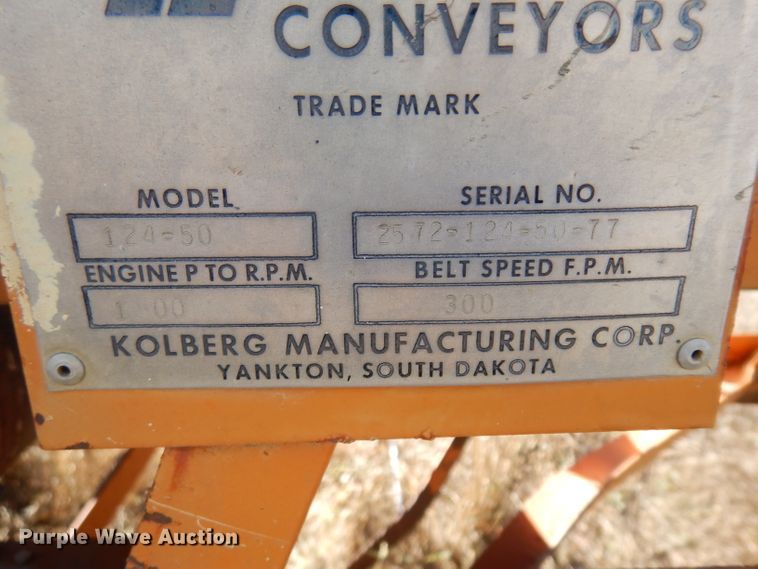 CONVEYORS
TRADE MARK
MODEL SERIAL NO.
124-50 2572-124-50-77
ENGINE P TO R.P.M. BELT SPEED F.P.M.
300
KOLBERG MANUFACTURING CORP.
YANKTON, SOUTH DAKOTA
Purple Wave Auction